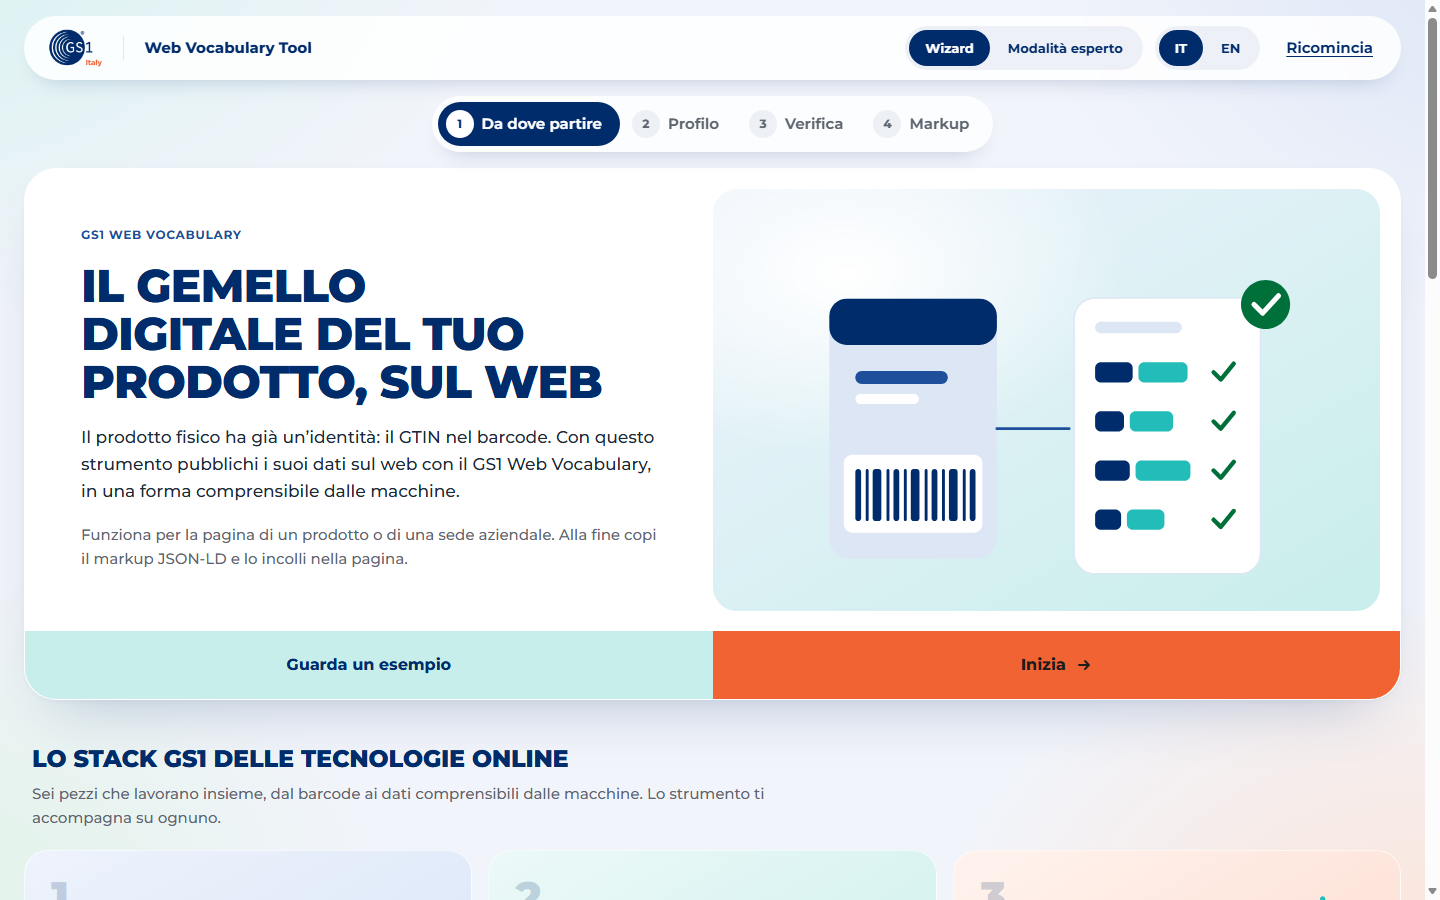 GS1
Italy
Web Vocabulary Tool
Wizard
Modalità esperto
IT
EN
Ricomincia
1 Da dove partire
2 Profilo
3 Verifica
4 Markup
GS1 WEB VOCABULARY
IL GEMELLO
DIGITALE DEL TUO
PRODOTTO, SUL WEB
Il prodotto fisico ha già un’identità: il GTIN nel barcode. Con questo
strumento pubblichi i suoi dati sul web con il GS1 Web Vocabulary,
in una forma comprensibile dalle macchine.
Funziona per la pagina di un prodotto o di una sede aziendale. Alla fine copi
il markup JSON-LD e lo incolli nella pagina.
Guarda un esempio
Inizia →
LO STACK GS1 DELLE TECNOLOGIE ONLINE
Sei pezzi che lavorano insieme, dal barcode ai dati comprensibili dalle macchine. Lo strumento ti
accompagna su ognuno.
1
2
3